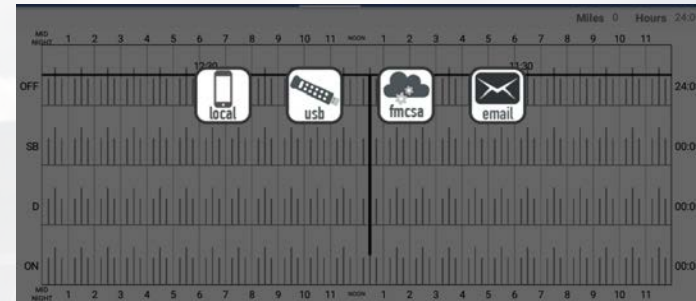 Miles 0 Hours 24:0
MID NIGHT 1 2 3 4 5 6 7 8 9 10 11 NOON 1 2 3 4 5 6 7 8 9 10 11
12:30 11:30
OFF 24:0
local usb fmcsa email
SB 00:0
D 00:0
ON 00:0
MID NIGHT 1 2 3 4 5 6 7 8 9 10 11 NOON 1 2 3 4 5 6 7 8 9 10 11